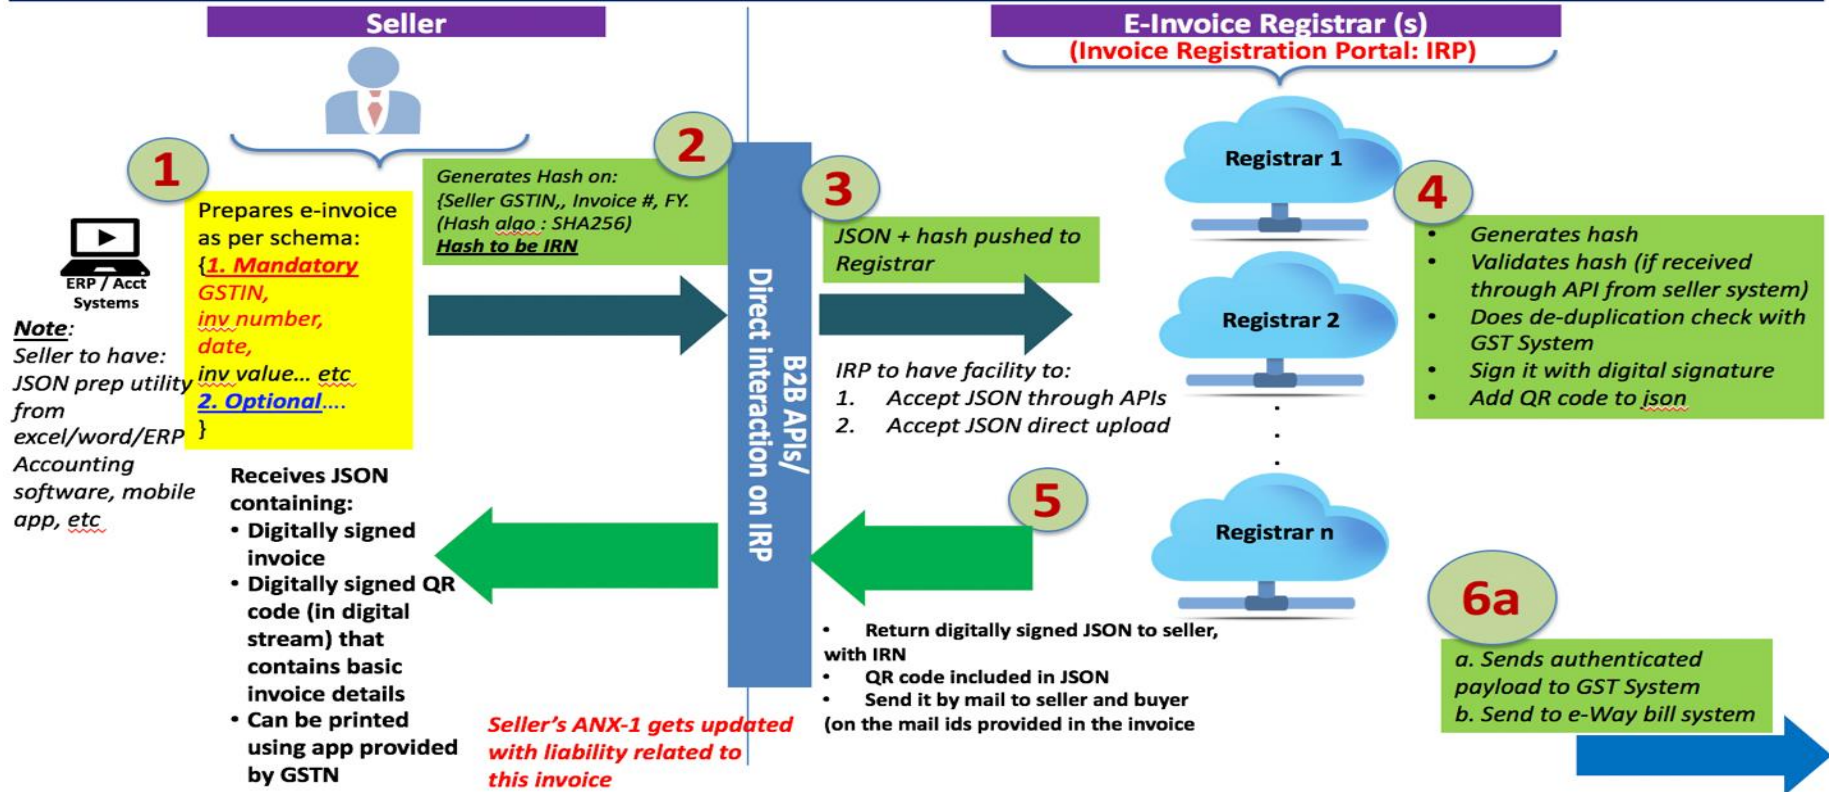 Seller
E-Invoice Registrar (s)
(Invoice Registration Portal: IRP)
1
ERP / Acct
Systems
Note:
Seller to have:
JSON prep utility
from
excel/word/ERP
Accounting
software, mobile
app, etc
Prepares e-invoice
as per schema:
{1. Mandatory
GSTIN,
inv number,
date,
inv value... etc
2. Optional....
}
2
Generates Hash on:
{Seller GSTIN,, Invoice #, FY.
(Hash algo : SHA256)
Hash to be IRN
Direct interaction on IRP
B2B APIs/
3
JSON + hash pushed to
Registrar
IRP to have facility to:
1. Accept JSON through APIs
2. Accept JSON direct upload
Registrar 1
Registrar 2
Registrar n
4
• Generates hash
• Validates hash (if received
through API from seller system)
• Does de-duplication check with
GST System
• Sign it with digital signature
• Add QR code to json
5
• Return digitally signed JSON to seller,
with IRN
• QR code included in JSON
• Send it by mail to seller and buyer
(on the mail ids provided in the invoice
Receives JSON
containing:
• Digitally signed
invoice
• Digitally signed QR
code (in digital
stream) that
contains basic
invoice details
• Can be printed
using app provided
by GSTN
Seller's ANX-1 gets updated
with liability related to
this invoice
6a
a. Sends authenticated
payload to GST System
b. Send to e-Way bill system